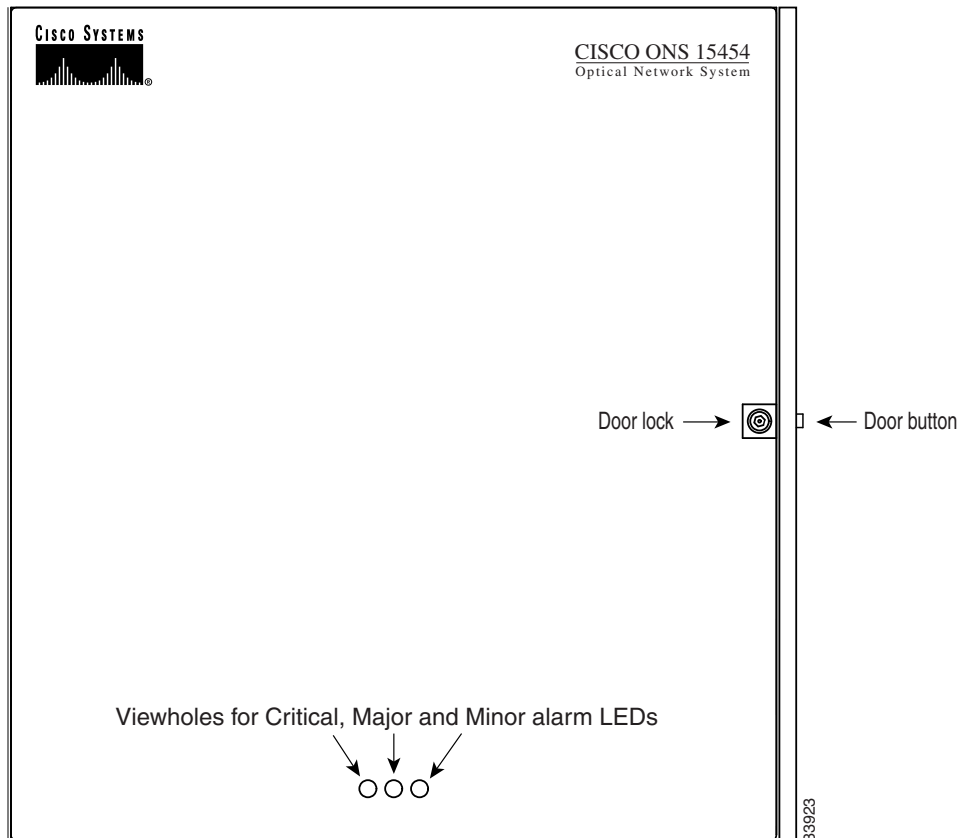 CISCO SYSTEMS
®
CISCO ONS 15454
Optical Network System
Door lock
Door button
Viewholes for Critical, Major and Minor alarm LEDs